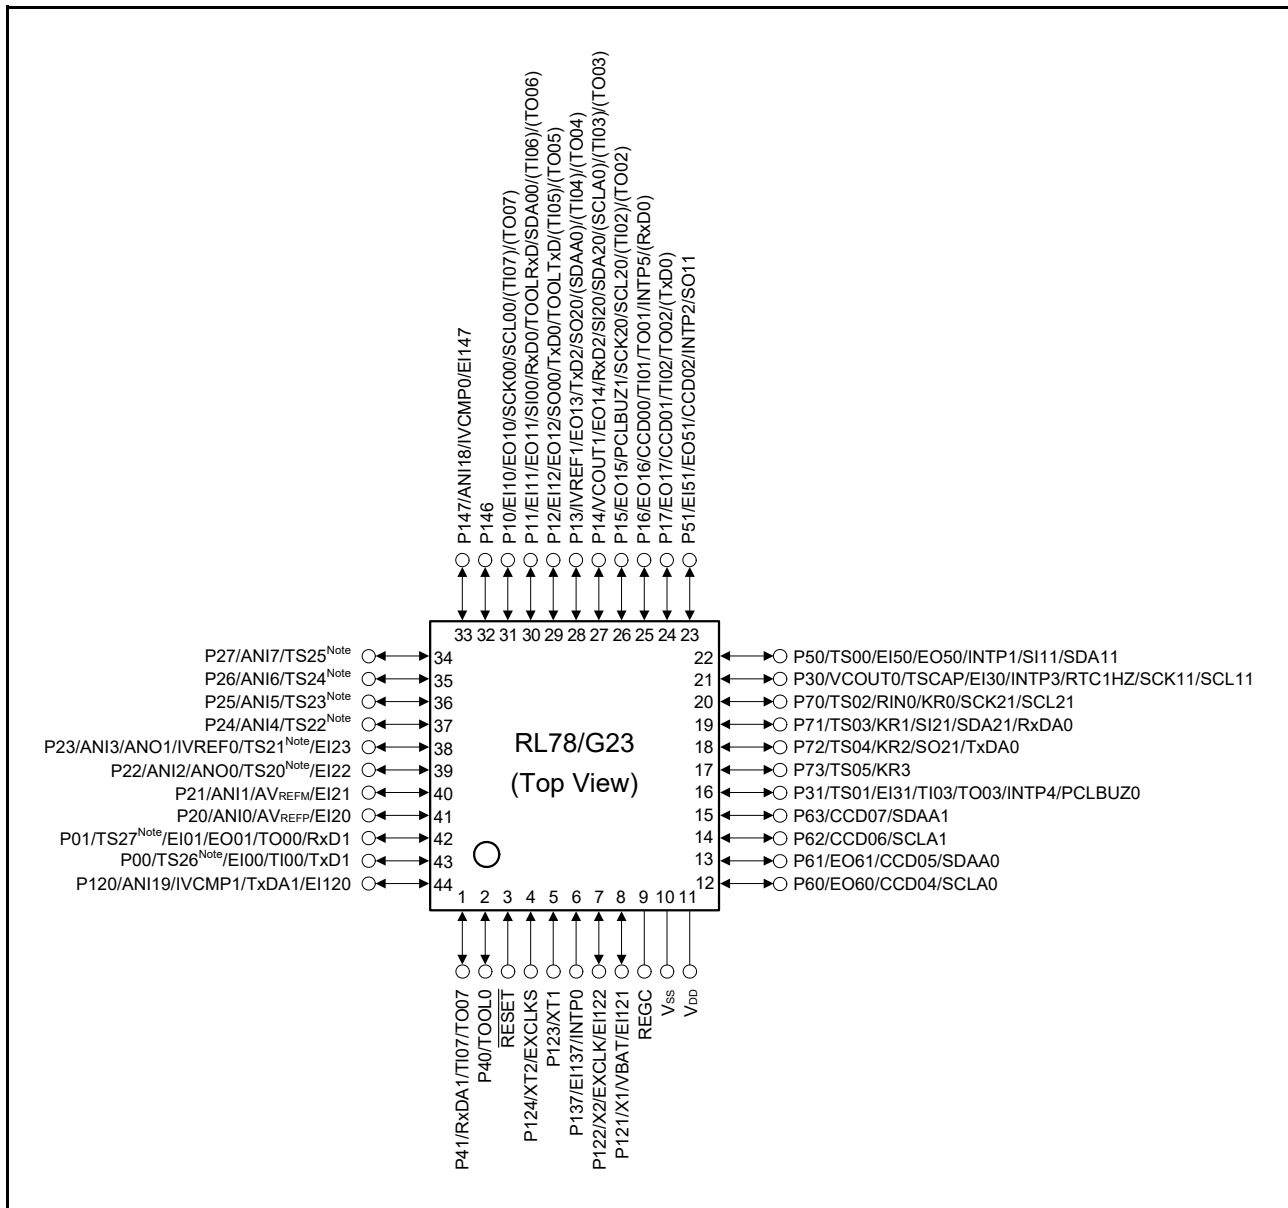 P147/ANI18/IVCMP0/EI147
P146
P10/EI10/EO10/SCK00/SCL00/(TI07)/(TO07)
P11/EI11/EO11/SI00/RxD0/TOOLRxD/SDA00/(TI06)/(TO06)
P12/EI12/EO12/SO00/TxD0/TOOLTxD/(TI05)/(TO05)
P13/IVREF1/EO13/TxD2/SO20/(SDAA0)/(TI04)/(TO04)
P14/VCOUT1/EO14/RxD2/SI20/SDA20/(SCLA0)/(TI03)/(TO03)
P15/EO15/PCLBUZ1/SCK20/SCL20/(TI02)/(TO02)
P16/EO16/CCD00/TI01/TO01/INTP5/(RxD0)
P17/EO17/CCD01/TI02/TO02/(TxD0)
P51/EI51/EO51/CCD02/INTP2/SO11
33 32 31 30 29 28 27 26 25 24 23
P27/ANI7/TS25Note 34
P26/ANI6/TS24Note 35
P25/ANI5/TS23Note 36
P24/ANI4/TS22Note 37
P23/ANI3/ANO1/IVREF0/TS21Note/EI23 38
P22/ANI2/ANO0/TS20Note/EI22 39
P21/ANI1/AVREFM/EI21 40
P20/ANI0/AVREFP/EI20 41
P01/TS27Note/EI01/EO01/TO00/RxD1 42
P00/TS26Note/EI00/TI00/TxD1 43
P120/ANI19/IVCMP1/TxDA1/EI120 44
RL78/G23
(Top View)
22 P50/TS00/EI50/EO50/INTP1/SI11/SDA11
21 P30/VCOUT0/TSCAP/EI30/INTP3/RTC1HZ/SCK11/SCL11
20 P70/TS02/RIN0/KR0/SCK21/SCL21
19 P71/TS03/KR1/SI21/SDA21/RxDA0
18 P72/TS04/KR2/SO21/TxDA0
17 P73/TS05/KR3
16 P31/TS01/EI31/TI03/TO03/INTP4/PCLBUZ0
15 P63/CCD07/SDAA1
14 P62/CCD06/SCLA1
13 P61/EO61/CCD05/SDAA0
12 P60/EO60/CCD04/SCLA0
1 2 3 4 5 6 7 8 9 10 11
P41/RxDA1/TI07/TO07
P40/TOOL0
RESET
P124/XT2/EXCLKS
P123/XT1
P137/EI137/INTP0
P122/X2/EXCLK/EI122
P121/X1/VBAT/EI121
REGC
VSS
VDD